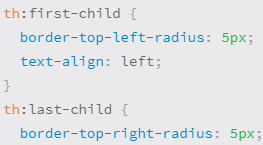 th:first-child {
  border-top-left-radius: 5px;
  text-align: left;
}
th:last-child {
  border-top-right-radius: 5px;